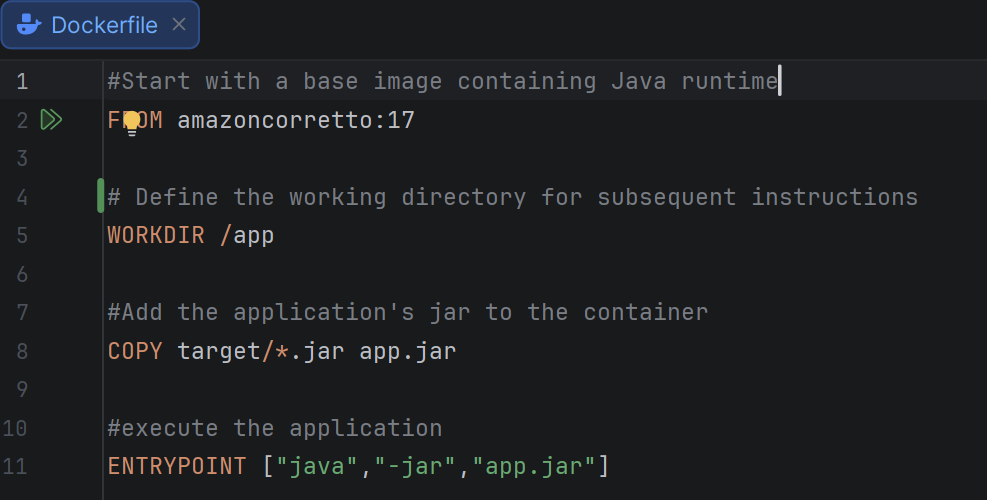 Dockerfile
1 #Start with a base image containing Java runtime
2 FROM amazoncorretto:17
3
4 # Define the working directory for subsequent instructions
5 WORKDIR /app
6
7 #Add the application's jar to the container
8 COPY target/*.jar app.jar
9
10 #execute the application
11 ENTRYPOINT ["java","-jar","app.jar"]